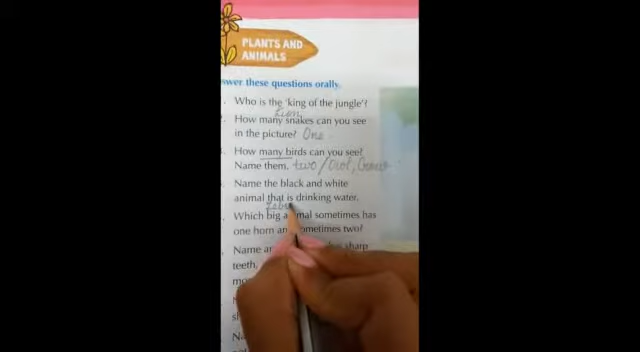 PLANTS AND
ANIMALS
swer these questions orally.
Who is the 'king of the jungle'?
Lion
How many snakes can you see
in the picture? One
How many birds can you see?
Name them. two/
Name the black and white
animal that is drinking water.
Zeb
Which big animal sometimes has
one horn an sometimes two?
Name an sharp
teeth.
mo